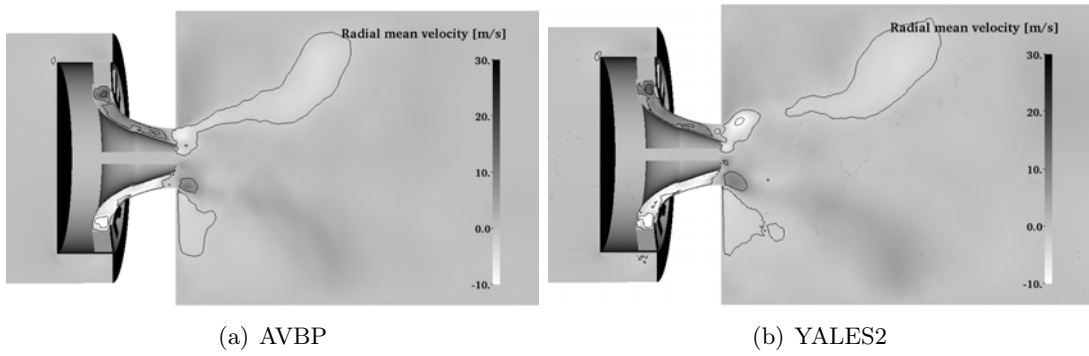 Radial mean velocity [m/s]
30.
20.
10.
0.0
-10.
(a) AVBP
Radial mean velocity [m/s]
30.
20.
10.
0.0
-10.
(b) YALES2